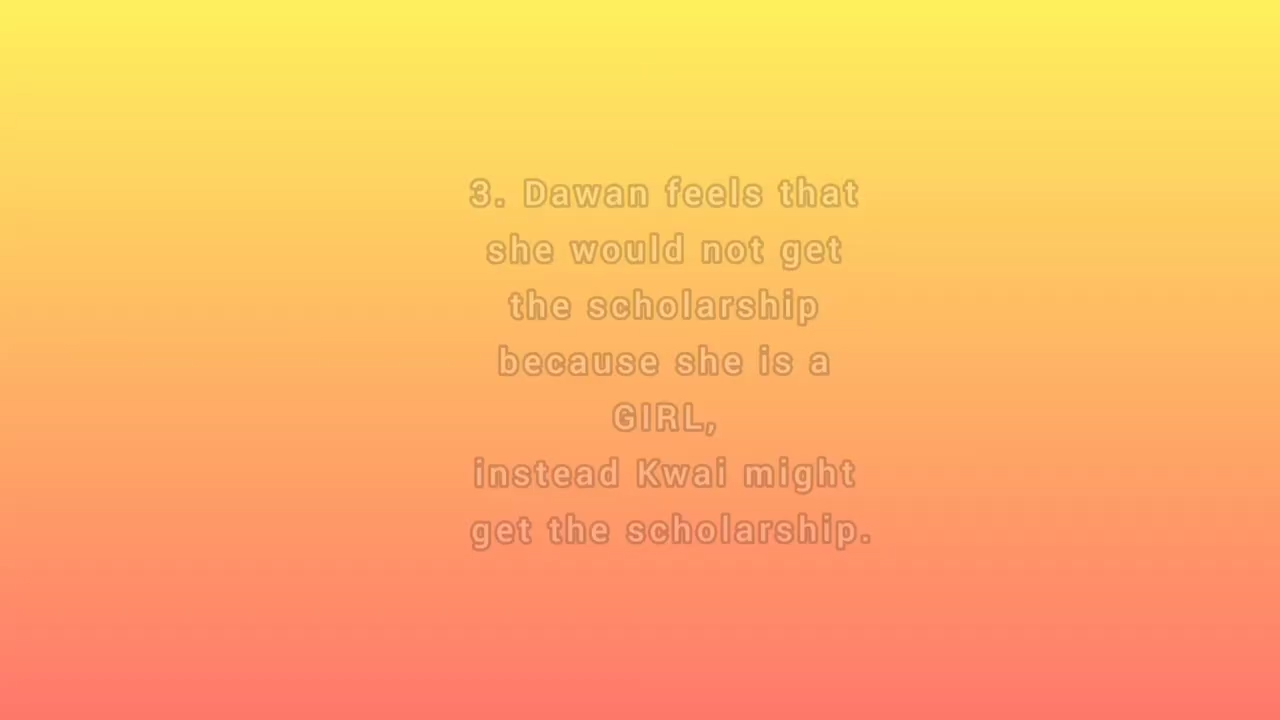 3. Dawan feels that
she would not get
the scholarship
because she is a
GIRL,
instead Kwai might
get the scholarship.